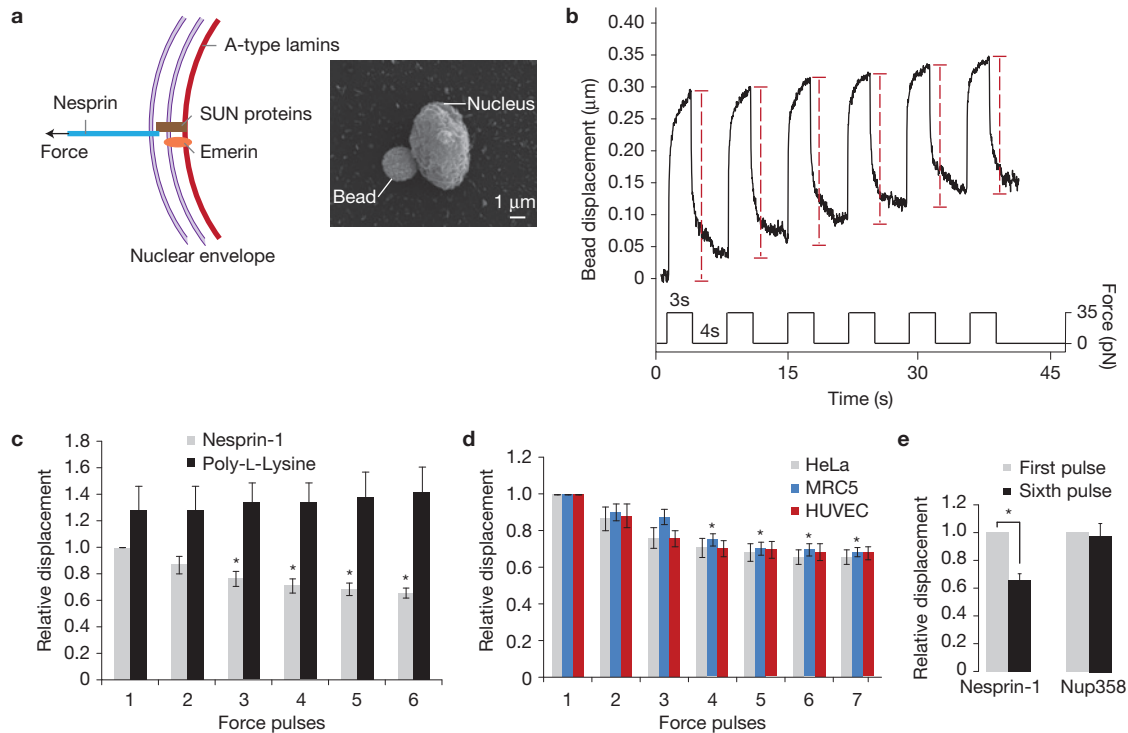 a
A-type lamins
Nesprin
SUN proteins
Force
Emerin
Nuclear envelope
Nucleus
Bead
1 μm
b
Bead displacement (μm)
0.40
0.35
0.30
0.25
0.20
0.15
0.10
0.05
0
3s
4s
Force (pN)
35
0
0 15 30 45
Time (s)
c
Relative displacement
Nesprin-1
Poly-L-Lysine
1.8
1.6
1.4
1.2
1.0
0.8
0.6
0.4
0.2
0
* * * *
1 2 3 4 5 6
Force pulses
d
Relative displacement
HeLa
MRC5
HUVEC
1.2
1.0
0.8
0.6
0.4
0.2
0
* * * *
1 2 3 4 5 6 7
Force pulses
e
First pulse
Sixth pulse
Relative displacement
1.2
1.0
0.8
0.6
0.4
0.2
0
*
Nesprin-1 Nup358